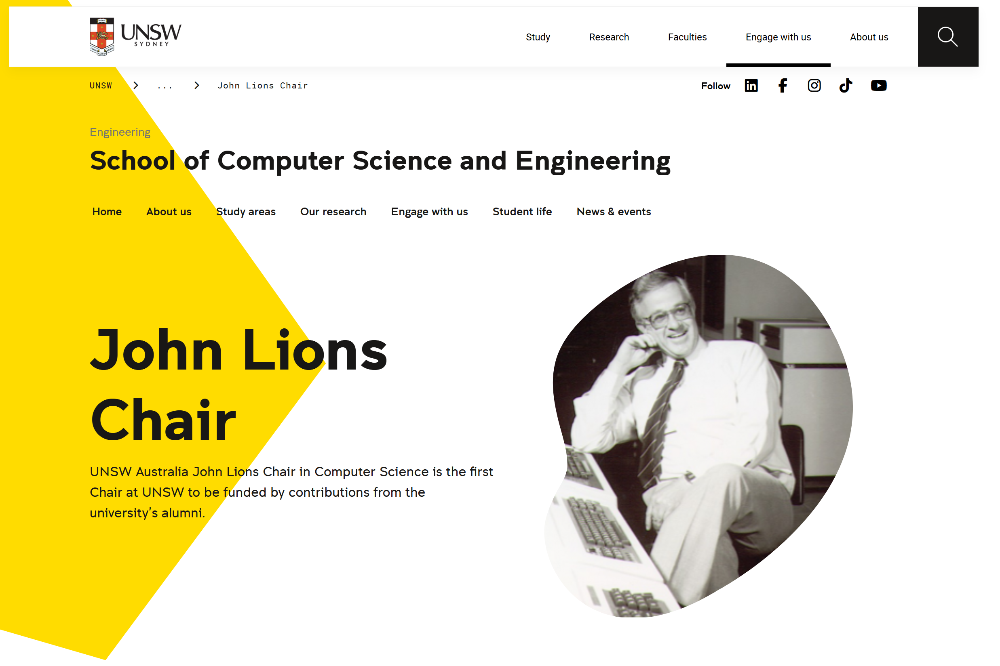 UNSW
SYDNEY
Study
Research
Faculties
Engage with us
About us
UNSW
...
John Lions Chair
Follow
Engineering
School of Computer Science and Engineering
Home
About us
Study areas
Our research
Engage with us
Student life
News & events
John Lions
Chair
UNSW Australia John Lions Chair in Computer Science is the first
Chair at UNSW to be funded by contributions from the
university's alumni.